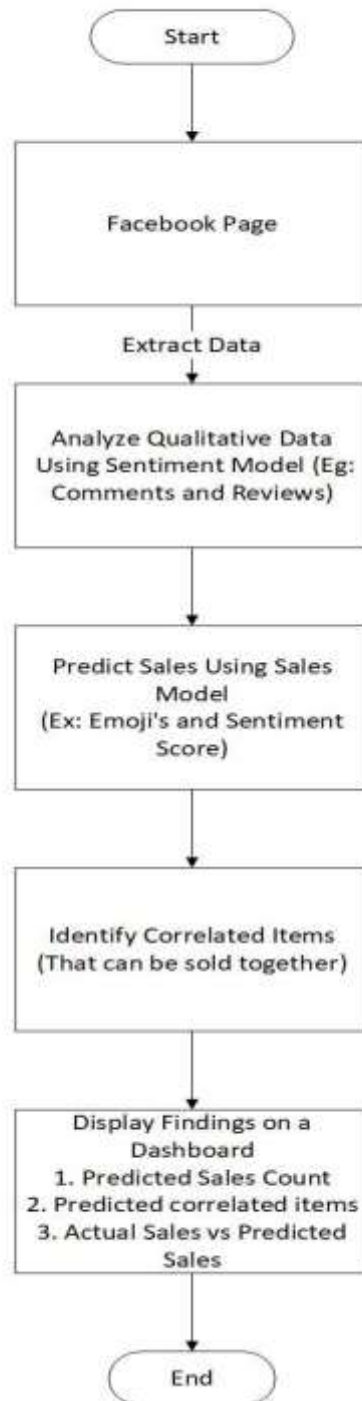 Start
Facebook Page
Extract Data
Analyze Qualitative Data
Using Sentiment Model (Eg:
Comments and Reviews)
Predict Sales Using Sales
Model
(Ex: Emoji's and Sentiment
Score)
Identify Correlated Items
(That can be sold together)
Display Findings on a
Dashboard
1. Predicted Sales Count
2. Predicted correlated items
3. Actual Sales vs Predicted
Sales
End